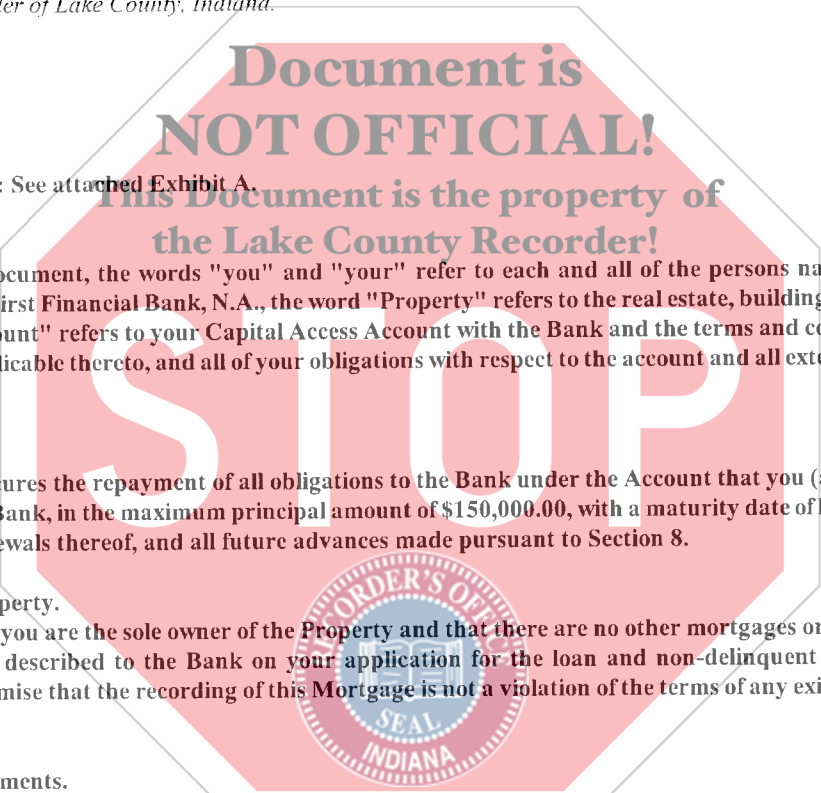 der of Lake County, Indiana.
Document is
NOT OFFICIAL!
: See attached Exhibit A.
This Document is the property of
the Lake County Recorder!
ocument, the words "you" and "your" refer to each and all of the persons na
irst Financial Bank, N.A., the word "Property" refers to the real estate, building
ount" refers to your Capital Access Account with the Bank and the terms and co
licable thereto, and all of your obligations with respect to the account and all exte
STOP
cures the repayment of all obligations to the Bank under the Account that you (
Bank, in the maximum principal amount of $150,000.00, with a maturity date of
ewals thereof, and all future advances made pursuant to Section 8.
perty.
you are the sole owner of the Property and that there are no other mortgages or
described to the Bank on your application for the loan and non-delinquent
mise that the recording of this Mortgage is not a violation of the terms of any exi
RECORDER'S OFFICE
SEAL
INDIANA
ments.